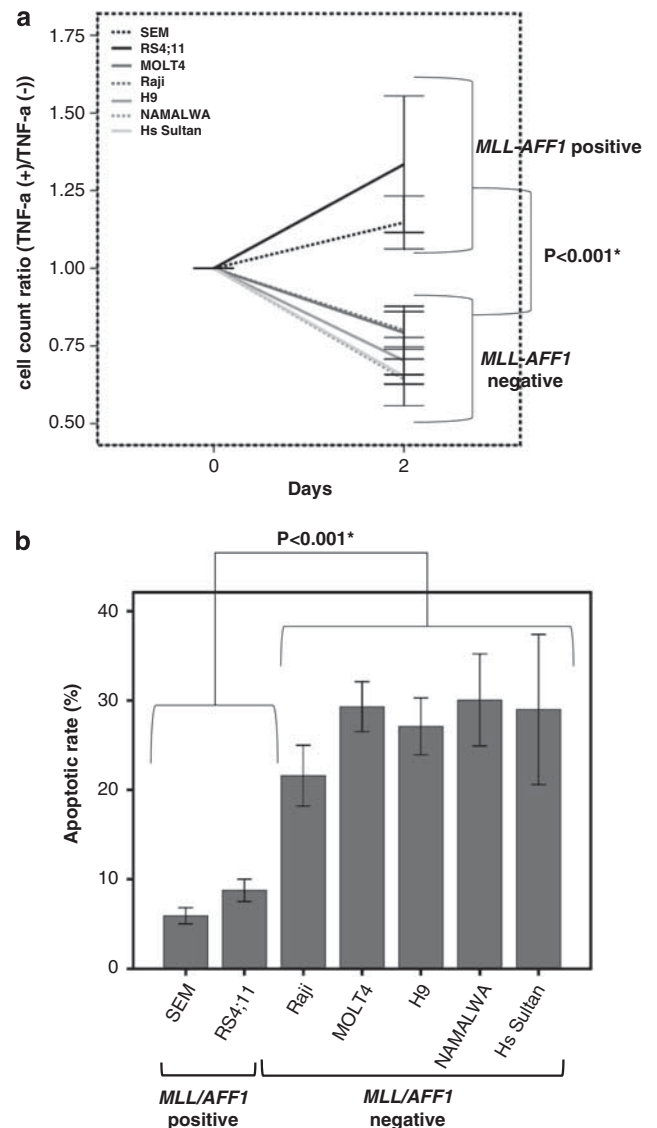 a
cell count ratio (TNF-a (+)/TNF-a (-))
1.75
1.50
1.25
1.00
0.75
0.50
SEM
RS4;11
MOLT4
Raji
H9
NAMALWA
Hs Sultan
MLL-AFF1 positive
P<0.001*
MLL-AFF1
negative
0
2
Days
b
P<0.001*
Apoptotic rate (%)
40
30
20
10
0
SEM
RS4;11
Raji
MOLT4
H9
NAMALWA
Hs Sultan
MLL/AFF1
positive
MLL/AFF1
negative